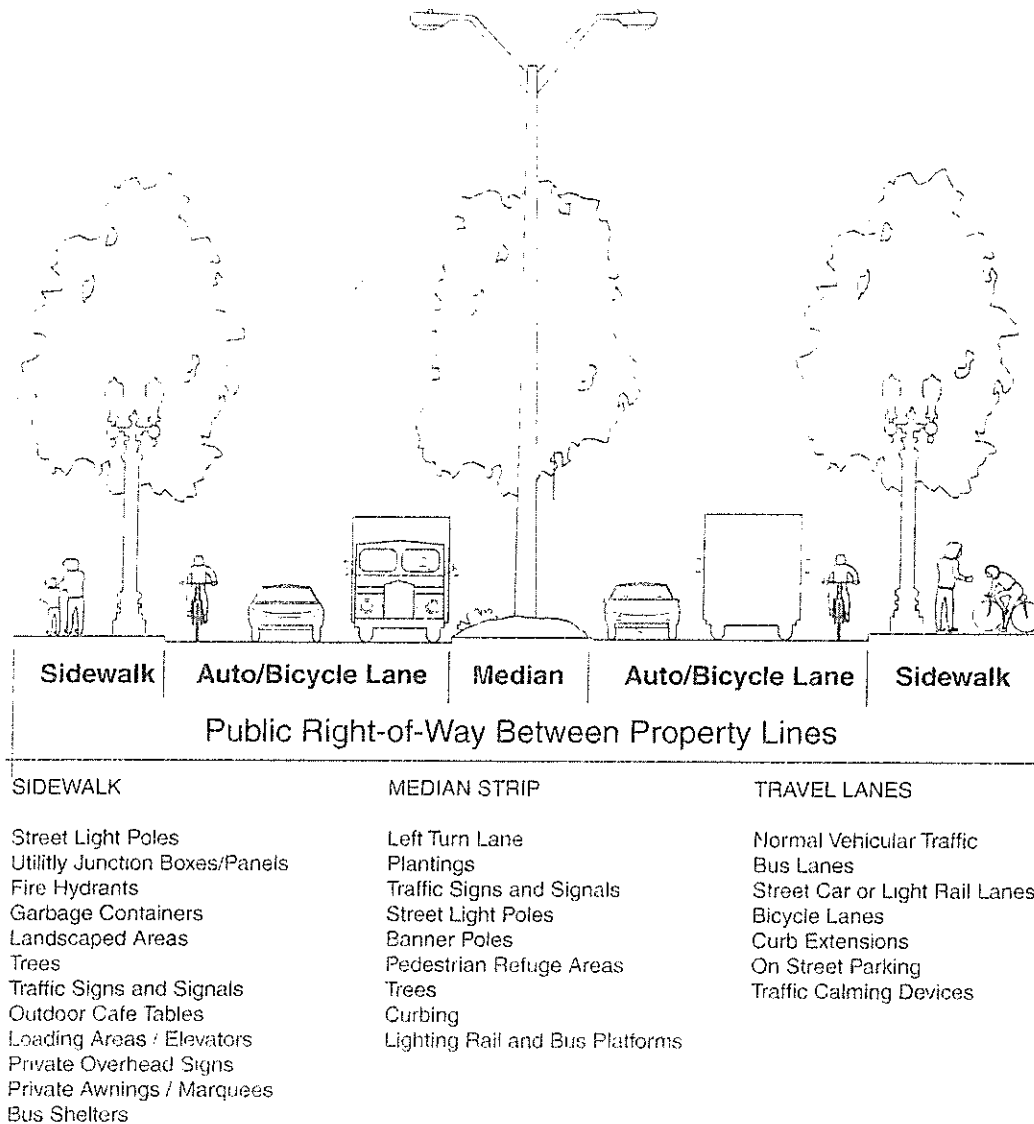 Sidewalk Auto/Bicycle Lane Median Auto/Bicycle Lane Sidewalk
Public Right-of-Way Between Property Lines
SIDEWALK
Street Light Poles
Utilitly Junction Boxes/Panels
Fire Hydrants
Garbage Containers
Landscaped Areas
Trees
Traffic Signs and Signals
Outdoor Cafe Tables
Loading Areas / Elevators
Private Overhead Signs
Private Awnings / Marquees
Bus Shelters
MEDIAN STRIP
Left Turn Lane
Plantings
Traffic Signs and Signals
Street Light Poles
Banner Poles
Pedestrian Refuge Areas
Trees
Curbing
Lighting Rail and Bus Platforms
TRAVEL LANES
Normal Vehicular Traffic
Bus Lanes
Street Car or Light Rail Lanes
Bicycle Lanes
Curb Extensions
On Street Parking
Traffic Calming Devices